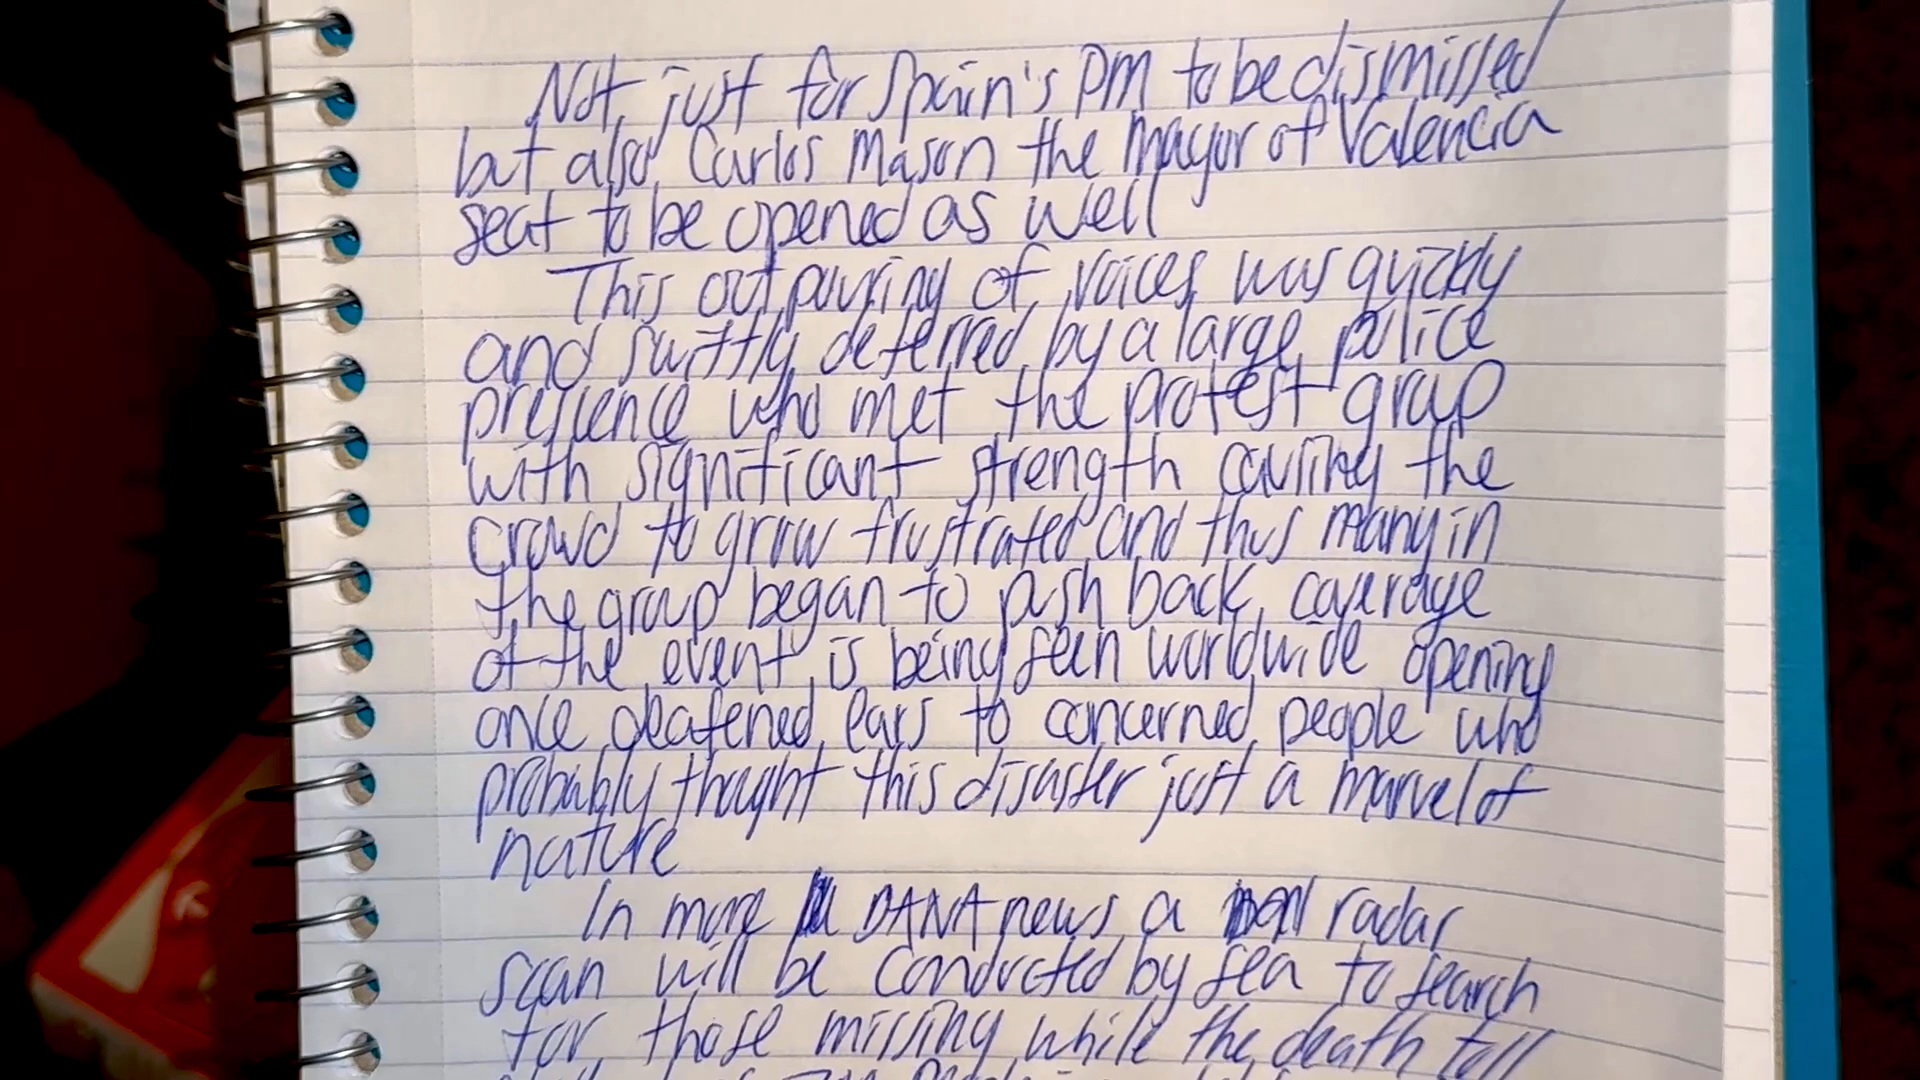 Not just for Spain's PM to be dismissed
but also Carlos Mason the mayor of Valencia
seat to be opened as well
This outpouring of voices was quickly
and swiftly deferred by a large police
prescence who met the protest group
with significant strength causing the
crowd to grow frustrated and thus many in
the group began to push back, coverage
of the event is being seen worldwide opening
once deafened ears to concerned people who
probably thought this disaster just a marvel of
nature
In more DANA news a radar
scan will be conducted by sea to search
for those missing while the death toll